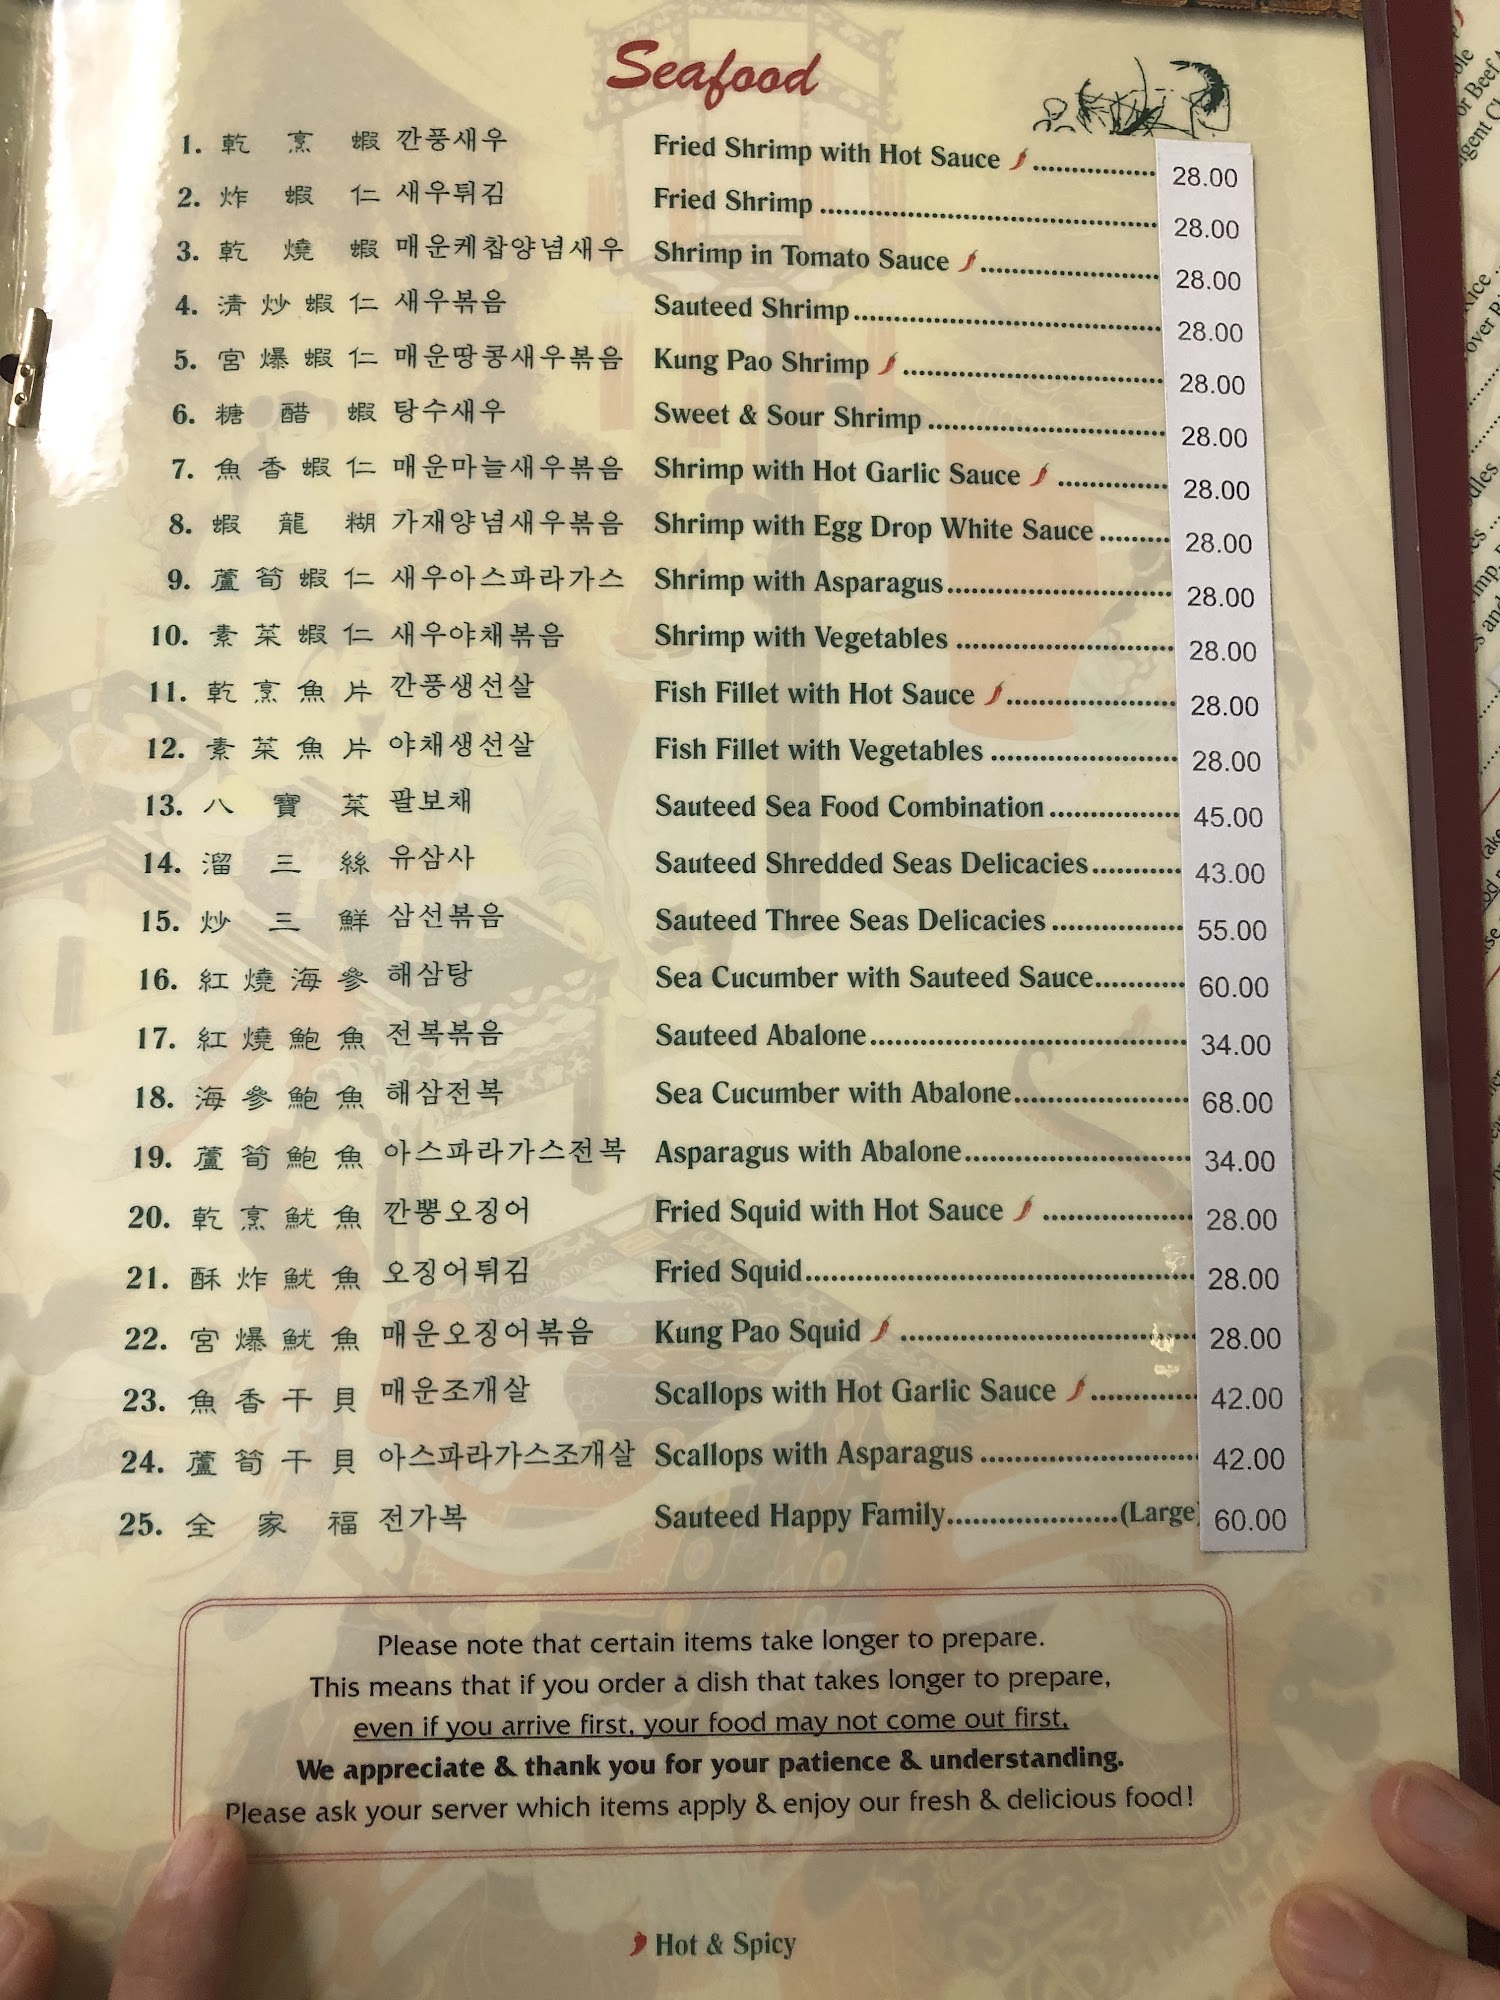 Seafood
1. 乾烹蝦 깐풍새우 Fried Shrimp with Hot Sauce 28.00
2. 炸蝦仁 새우튀김 Fried Shrimp 28.00
3. 乾燒蝦 매운케찹양념새우 Shrimp in Tomato Sauce 28.00
4. 清炒蝦仁 새우볶음 Sauteed Shrimp 28.00
5. 宮爆蝦仁 매운땅콩새우볶음 Kung Pao Shrimp 28.00
6. 糖醋蝦 탕수새우 Sweet & Sour Shrimp 28.00
7. 魚香蝦仁 매운마늘새우볶음 Shrimp with Hot Garlic Sauce 28.00
8. 蝦龍糊 가재양념새우볶음 Shrimp with Egg Drop White Sauce 28.00
9. 蘆筍蝦仁 새우아스파라가스 Shrimp with Asparagus 28.00
10. 素菜蝦仁 새우야채볶음 Shrimp with Vegetables 28.00
11. 乾烹魚片 깐풍생선살 Fish Fillet with Hot Sauce 28.00
12. 素菜魚片 야채생선살 Fish Fillet with Vegetables 28.00
13. 八寶菜 팔보채 Sauteed Sea Food Combination 45.00
14. 溜三絲 유삼사 Sauteed Shredded Seas Delicacies 43.00
15. 炒三鮮 삼선볶음 Sauteed Three Seas Delicacies 55.00
16. 紅燒海參 해삼탕 Sea Cucumber with Sauteed Sauce 60.00
17. 紅燒鮑魚 전복볶음 Sauteed Abalone 34.00
18. 海參鮑魚 해삼전복 Sea Cucumber with Abalone 68.00
19. 蘆筍鮑魚 아스파라가스전복 Asparagus with Abalone 34.00
20. 乾烹魷魚 깐뽕오징어 Fried Squid with Hot Sauce 28.00
21. 酥炸魷魚 오징어튀김 Fried Squid 28.00
22. 宮爆魷魚 매운오징어볶음 Kung Pao Squid 28.00
23. 魚香干貝 매운조개살 Scallops with Hot Garlic Sauce 42.00
24. 蘆筍干貝 아스파라가스조개살 Scallops with Asparagus 42.00
25. 全家福 전가복 Sauteed Happy Family (Large) 60.00
Please note that certain items take longer to prepare.
This means that if you order a dish that takes longer to prepare,
even if you arrive first, your food may not come out first.
We appreciate & thank you for your patience & understanding.
Please ask your server which items apply & enjoy our fresh & delicious food!
Hot & Spicy